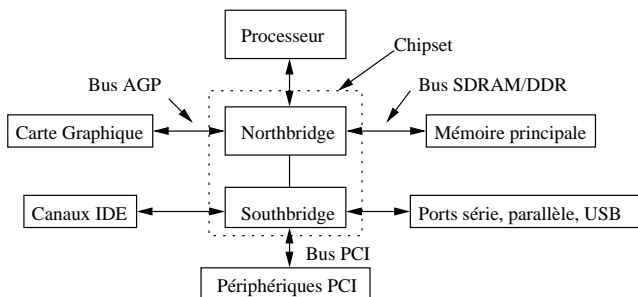 Processeur
Chipset
Bus AGP
Bus SDRAM/DDR
Carte Graphique
Northbridge
Mémoire principale
Canaux IDE
Southbridge
Ports série, parallèle, USB
Bus PCI
Périphériques PCI